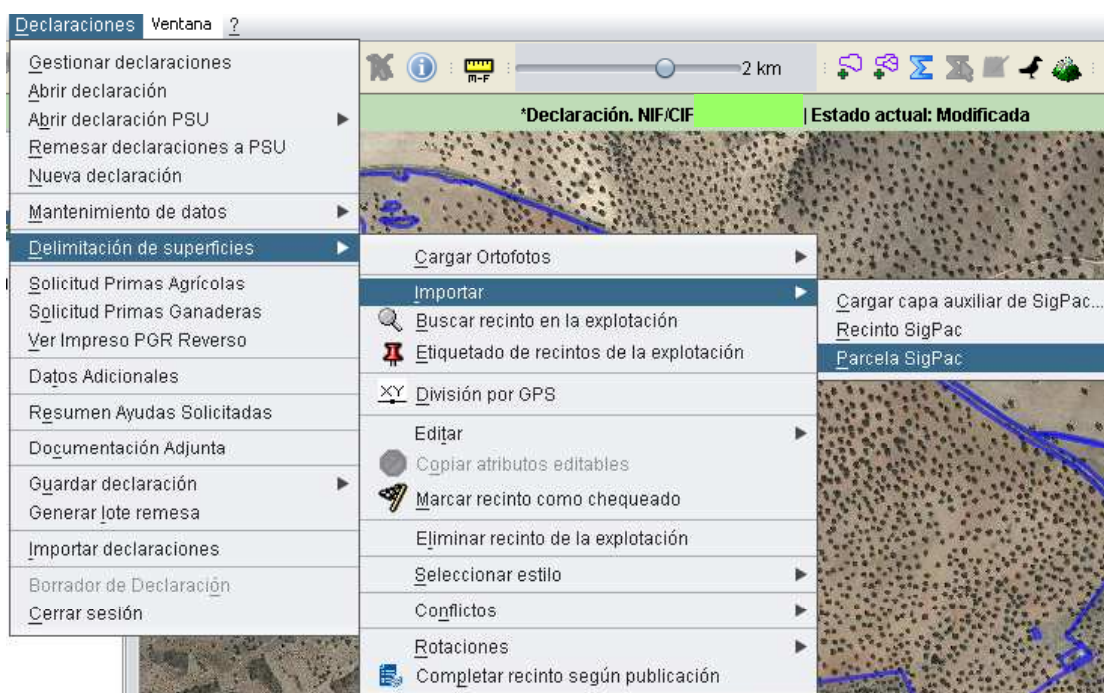 Declaraciones Ventana ?
m-F 2 km
*Declaración. NIF/CIF | Estado actual: Modificada
Gestionar declaraciones
Abrir declaración
Abrir declaración PSU
Remesar declaraciones a PSU
Nueva declaración
Mantenimiento de datos
Delimitación de superficies
Solicitud Primas Agrícolas
Solicitud Primas Ganaderas
Ver Impreso PGR Reverso
Datos Adicionales
Resumen Ayudas Solicitadas
Documentación Adjunta
Guardar declaración
Generar lote remesa
Importar declaraciones
Borrador de Declaración
Cerrar sesión
Cargar Ortofotos
Importar
Buscar recinto en la explotación
Etiquetado de recintos de la explotación
XY División por GPS
Editar
Copiar atributos editables
Marcar recinto como chequeado
Eliminar recinto de la explotación
Seleccionar estilo
Conflictos
Rotaciones
Completar recinto según publicación
Cargar capa auxiliar de SigPac...
Recinto SigPac
Parcela SigPac